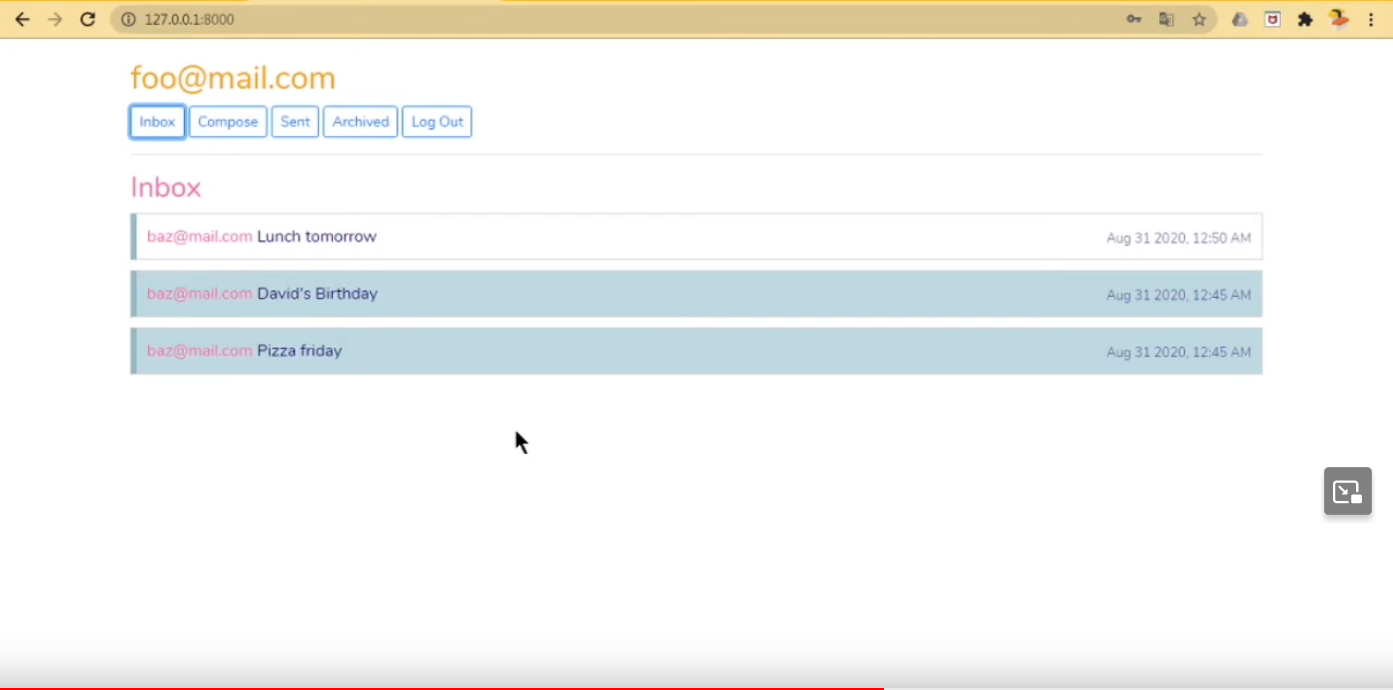 127.0.0.1:8000
foo@mail.com
Inbox Compose Sent Archived Log Out
Inbox
baz@mail.com Lunch tomorrow Aug 31 2020, 12:50 AM
baz@mail.com David's Birthday Aug 31 2020, 12:45 AM
baz@mail.com Pizza friday Aug 31 2020, 12:45 AM